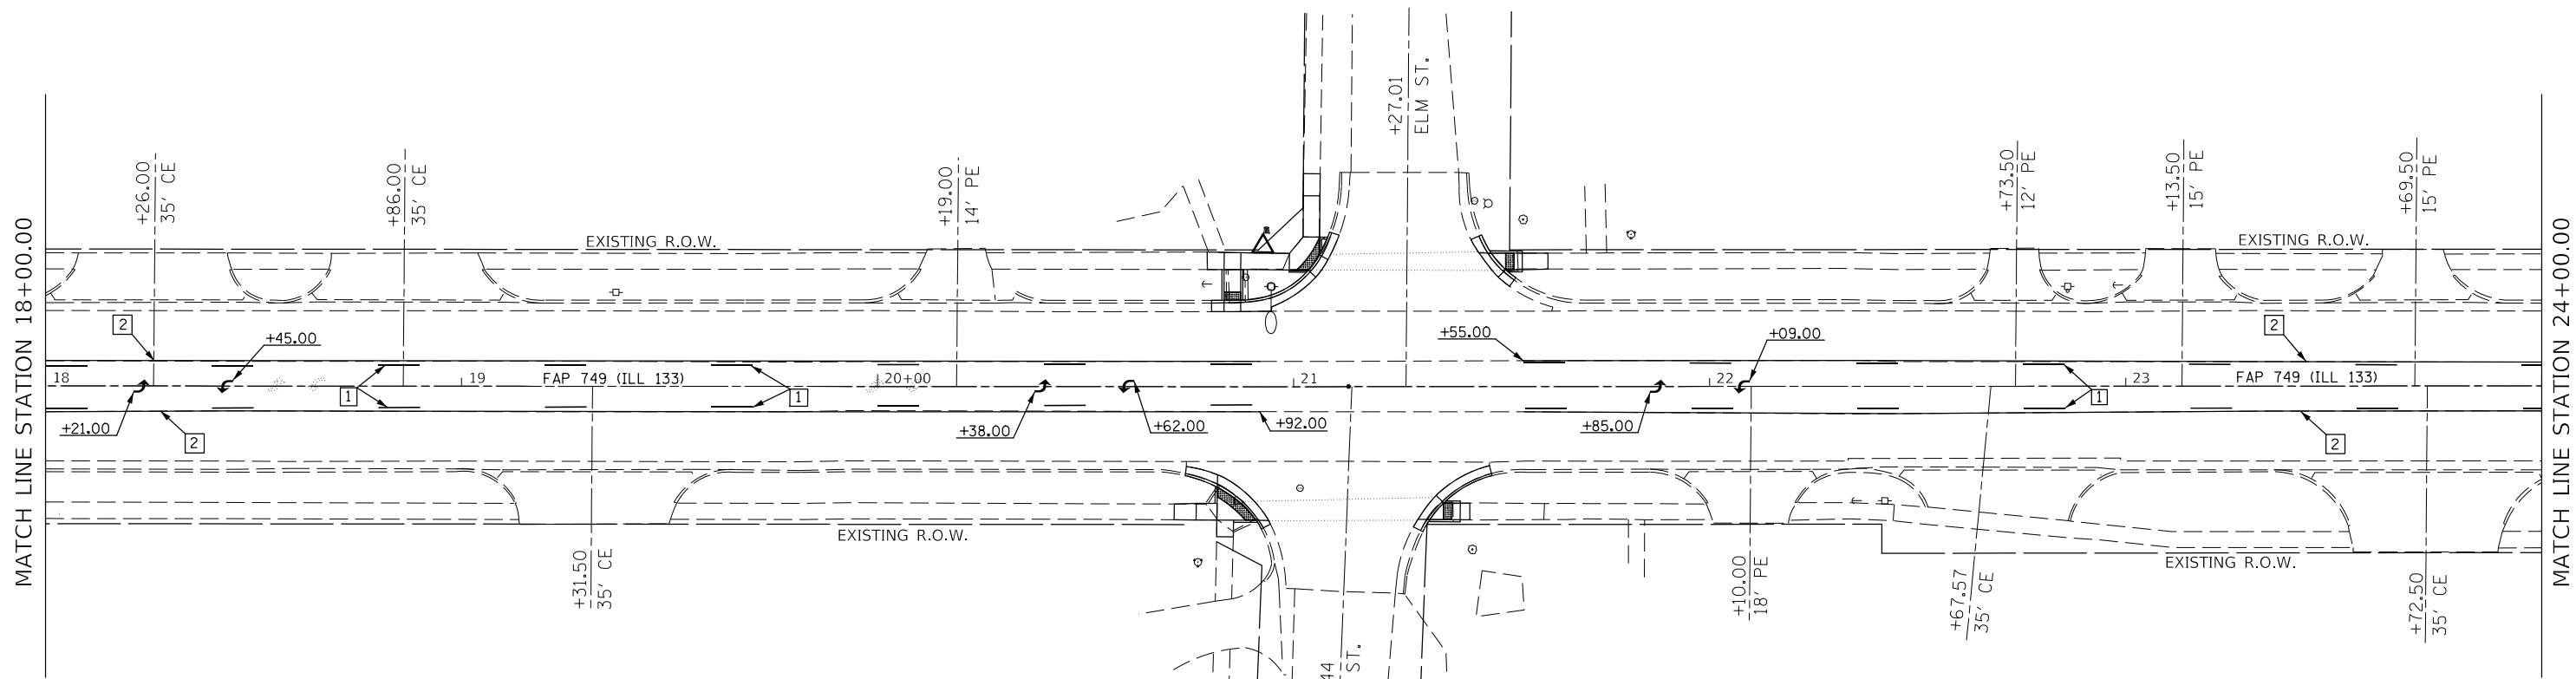 MATCH LINE STATION 18+00.00
+26.00
35' CE
+86.00
35' CE
+19.00
14' PE
+27.01
ELM ST.
+73.50
12' PE
+13.50
15' PE
+69.50
15' PE
MATCH LINE STATION 24+00.00
EXISTING R.O.W.
EXISTING R.O.W.
2
+45.00
+55.00
+09.00
2
18
19
FAP 749 (ILL 133)
20+00
21
22
23
FAP 749 (ILL 133)
1
1
1
+21.00
2
+38.00
+62.00
+92.00
+85.00
2
EXISTING R.O.W.
EXISTING R.O.W.
+31.50
35' CE
44
ST.
+10.00
18' PE
+67.57
35' CE
+72.50
35' CE